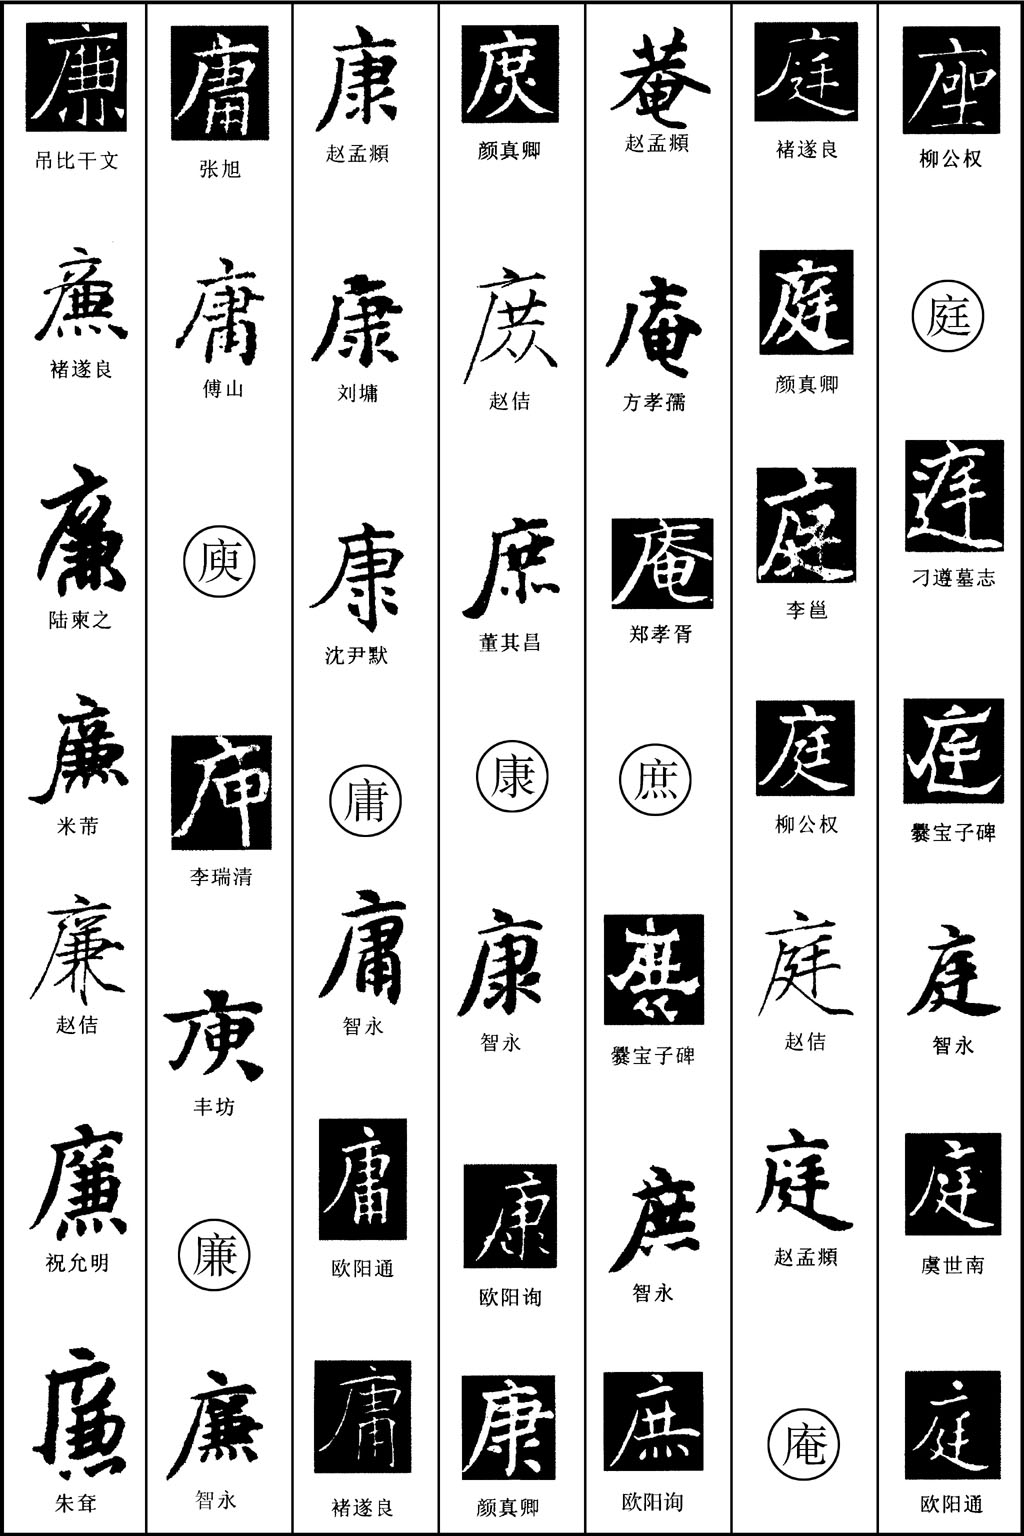 座
柳公权
庭
庭
刁遵墓志
庭
爨宝子碑
庭
智永
庭
虞世南
庭
欧阳通
庭
褚遂良
庭
颜真卿
庭
李邕
庭
柳公权
庭
赵佶
庭
赵孟頫
庵
菴
赵孟頫
庵
方孝孺
庵
郑孝胥
庶
庶
爨宝子碑
庶
智永
庶
欧阳询
庶
颜真卿
庶
赵佶
庶
董其昌
康
康
智永
康
欧阳询
康
颜真卿
康
赵孟頫
康
刘墉
康
沈尹默
庸
庸
智永
庸
欧阳通
庸
褚遂良
庸
张旭
庸
傅山
庾
庾
李瑞清
庾
丰坊
廉
廉
智永
廉
吊比干文
廉
褚遂良
廉
陆柬之
廉
米芾
廉
赵佶
廉
祝允明
廉
朱耷